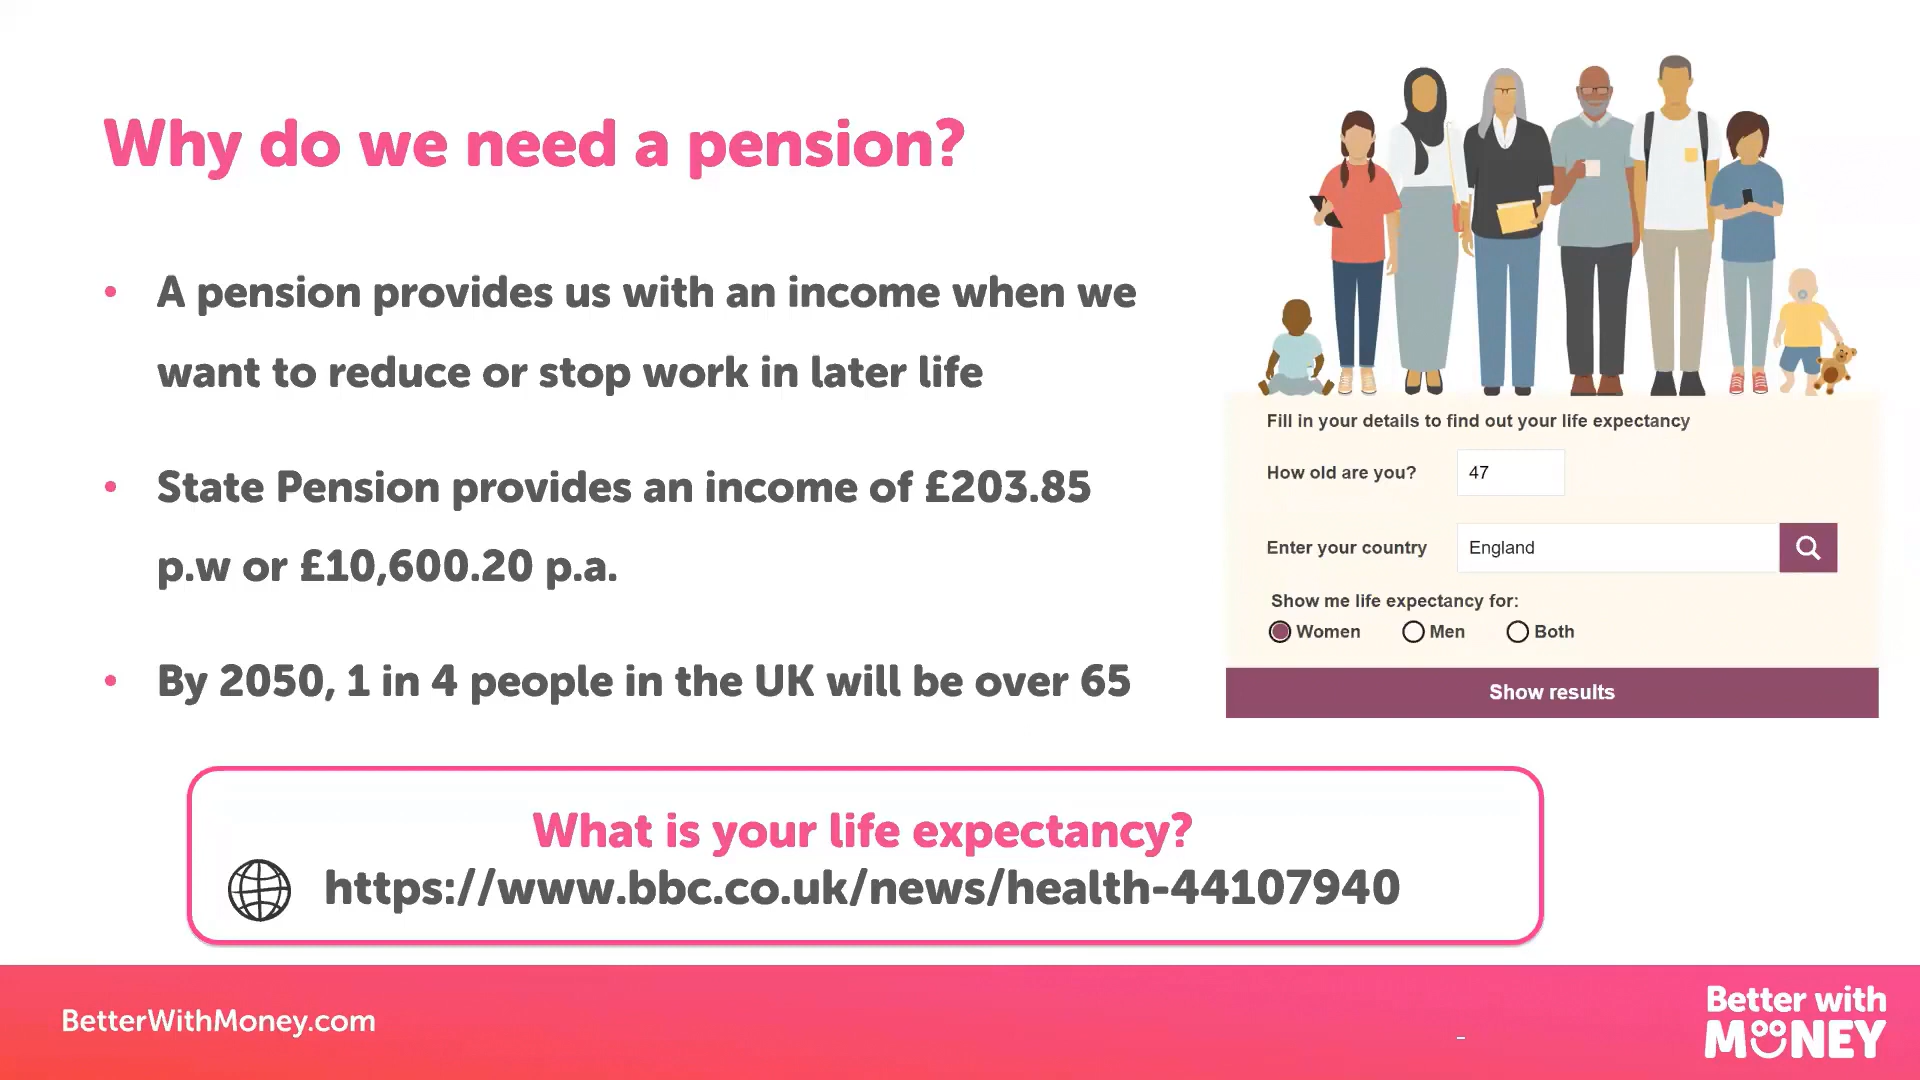 Why do we need a pension?
• A pension provides us with an income when we
want to reduce or stop work in later life
• State Pension provides an income of £203.85
p.w or £10,600.20 p.a.
• By 2050, 1 in 4 people in the UK will be over 65
Fill in your details to find out your life expectancy
How old are you? 47
Enter your country England
Show me life expectancy for:
Women Men Both
Show results
What is your life expectancy?
https://www.bbc.co.uk/news/health-44107940
BetterWithMoney.com
-
Better with
MONEY